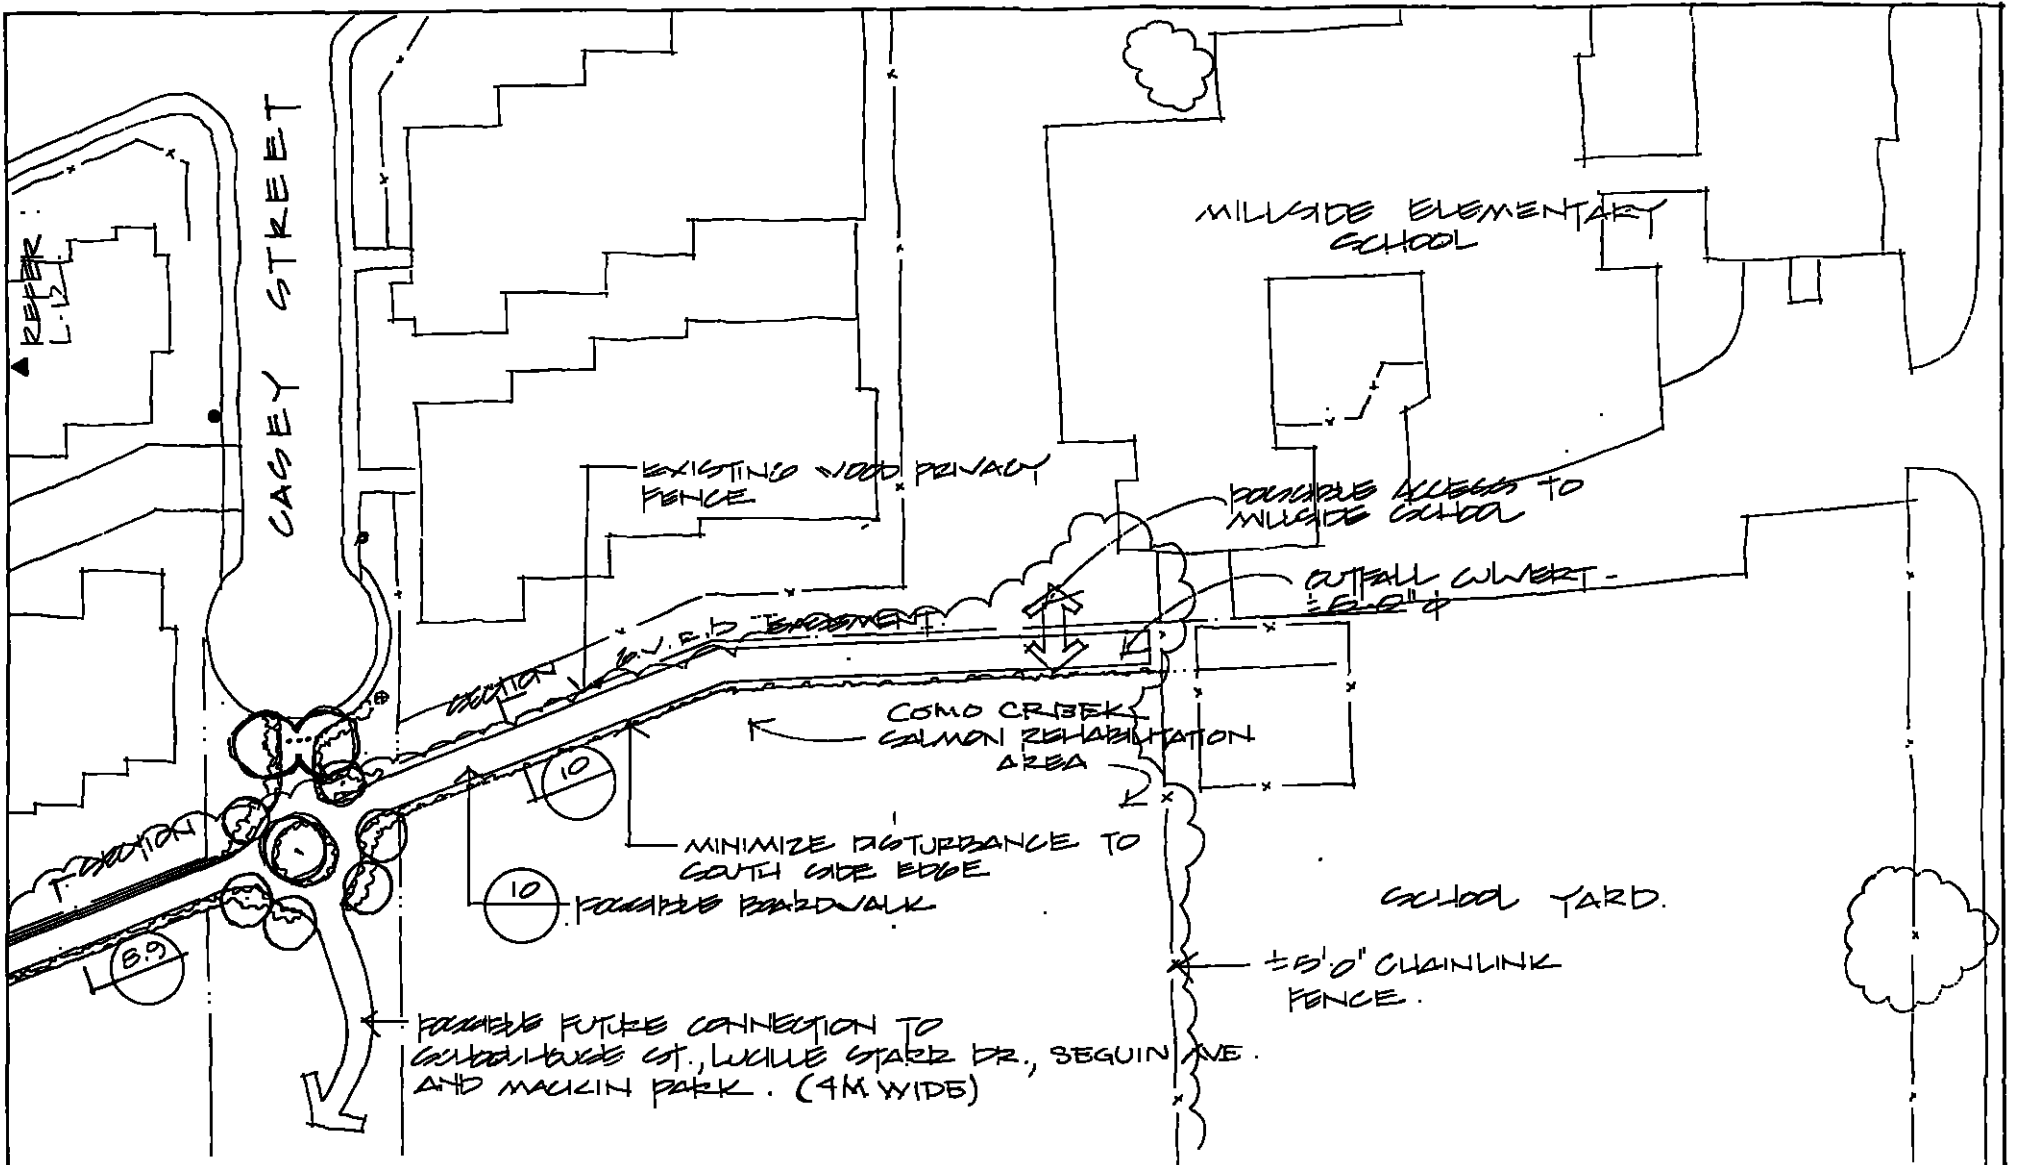 CASEY STREET
REFER
L.12
MILLSIDE ELEMENTARY
SCHOOL
EXISTING WOOD PRIVACY
FENCE
POSSIBLE ACCESS TO
MILLSIDE SCHOOL
OUTFALL CULVERT
EASEMENT
SECTION
COMO CREEK
SALMON REHABILITATION
AREA
10
MINIMIZE DISTURBANCE TO
SOUTH SIDE EDGE
10
POSSIBLE BOARDWALK
SECTION
8.9
SCHOOL YARD.
±5'0" CHAINLINK
FENCE.
POSSIBLE FUTURE CONNECTION TO
SCHOOLHOUSE ST., LUCILLE STARR DR., SEGUIN AVE.
AND MACKIN PARK. (4M WIDE)